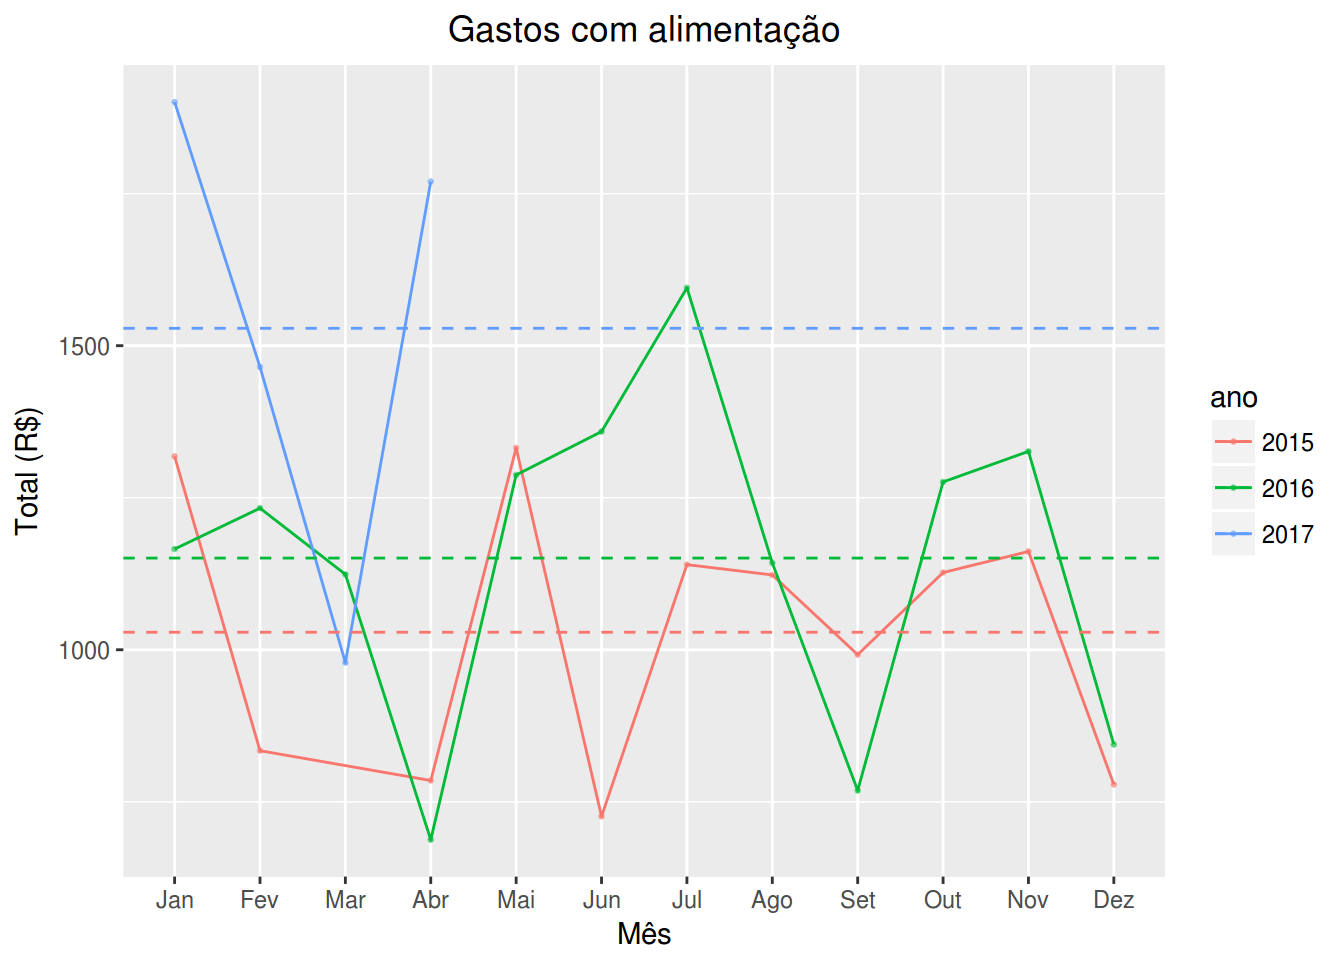 Gastos com alimentação
Total (R$)
1500
1000
Jan Fev Mar Abr Mai Jun Jul Ago Set Out Nov Dez
Mês
ano
2015
2016
2017